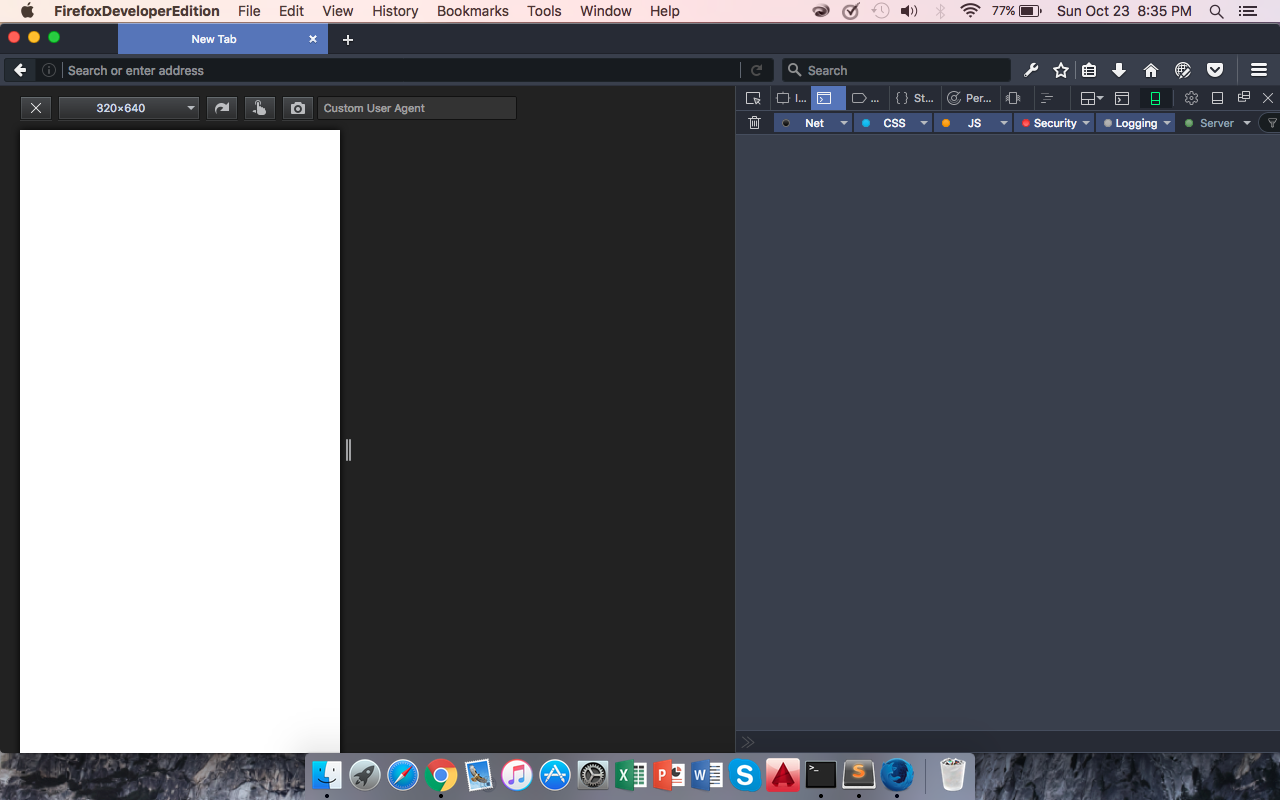 FirefoxDeveloperEdition File Edit View History Bookmarks Tools Window Help 77% Sun Oct 23 8:35 PM
New Tab
Search or enter address
Search
320×640
Custom User Agent
I... ... { } St... Per...
Net CSS JS Security Logging Server
>>
X P W S A >_ S